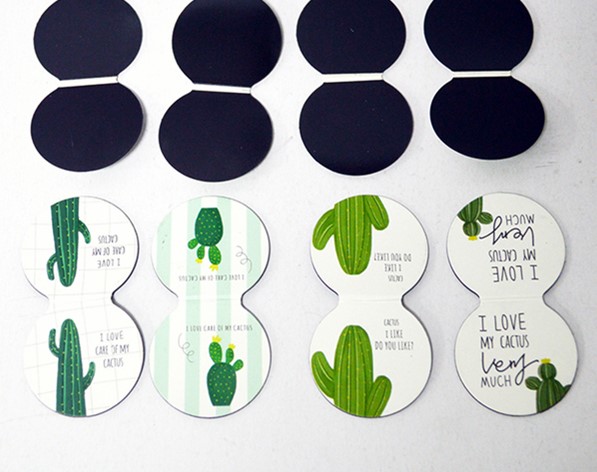 I LOVE
CARE OF MY
CACTUS
I LOVE CARE OF MY CACTUS
CACTUS
I LIKE
DO YOU LIKE?
I LOVE
MY CACTUS
very
MUCH
I LOVE
CARE OF MY
CACTUS
I LOVE CARE OF MY CACTUS
CACTUS
I LIKE
DO YOU LIKE?
I LOVE
MY CACTUS
very
MUCH